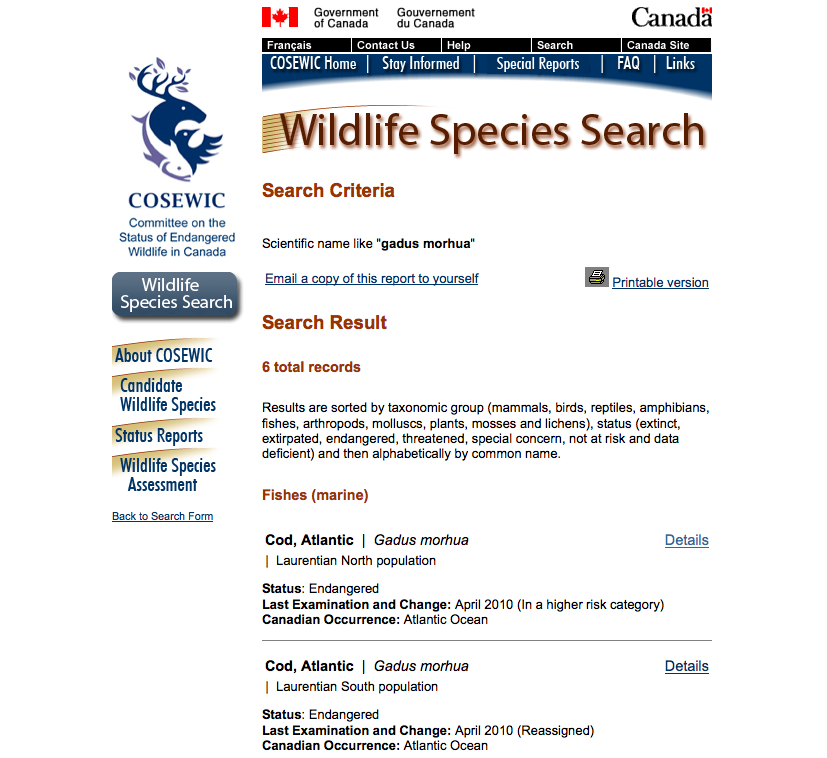 Government of Canada
Gouvernement du Canada
Canada
Français
Contact Us
Help
Search
Canada Site
COSEWIC Home | Stay Informed | Special Reports | FAQ | Links
Wildlife Species Search
COSEWIC
Committee on the
Status of Endangered
Wildlife in Canada
Wildlife
Species Search
About COSEWIC
Candidate
Wildlife Species
Status Reports
Wildlife Species
Assessment
Back to Search Form
Search Criteria
Scientific name like "gadus morhua"
Email a copy of this report to yourself
Printable version
Search Result
6 total records
Results are sorted by taxonomic group (mammals, birds, reptiles, amphibians,
fishes, arthropods, molluscs, plants, mosses and lichens), status (extinct,
extirpated, endangered, threatened, special concern, not at risk and data
deficient) and then alphabetically by common name.
Fishes (marine)
Cod, Atlantic | Gadus morhua Details
| Laurentian North population
Status: Endangered
Last Examination and Change: April 2010 (In a higher risk category)
Canadian Occurrence: Atlantic Ocean
Cod, Atlantic | Gadus morhua Details
| Laurentian South population
Status: Endangered
Last Examination and Change: April 2010 (Reassigned)
Canadian Occurrence: Atlantic Ocean